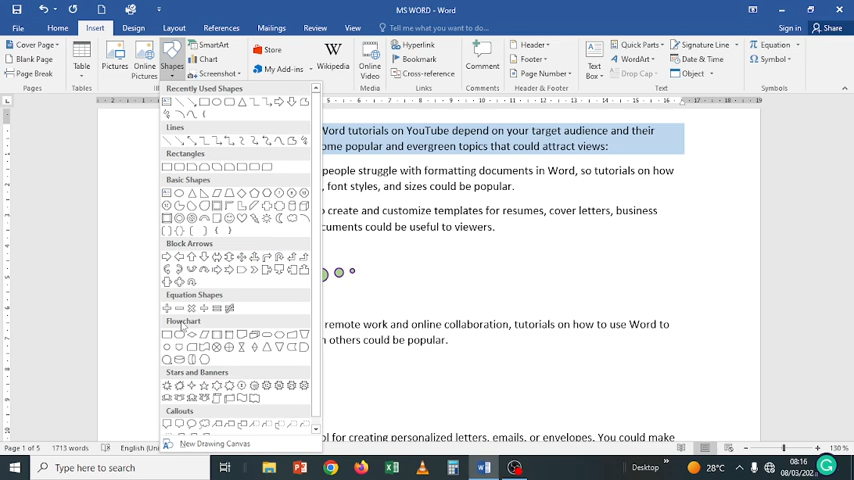 MS WORD - Word
File Home Insert Design Layout References Mailings Review View Tell me what you want to do... Sign in Share
Cover Page
Blank Page
Page Break
Pages
Table
Tables
Pictures
Online Pictures
Shapes
SmartArt
Chart
Screenshot
Store
My Add-ins
Wikipedia
Online Video
Hyperlink
Bookmark
Cross-reference
Links
Comment
Comments
Header
Footer
Page Number
Header & Footer
Text Box
Quick Parts
WordArt
Drop Cap
Signature Line
Date & Time
Object
Text
Equation
Symbol
Symbols
Recently Used Shapes
Lines
Rectangles
Basic Shapes
Block Arrows
Equation Shapes
Flowchart
Stars and Banners
Callouts
New Drawing Canvas
Word tutorials on YouTube depend on your target audience and their
ome popular and evergreen topics that could attract views:
people struggle with formatting documents in Word, so tutorials on how
, font styles, and sizes could be popular.
o create and customize templates for resumes, cover letters, business
cuments could be useful to viewers.
remote work and online collaboration, tutorials on how to use Word to
n others could be popular.
ol for creating personalized letters, emails, or envelopes. You could make
Page 1 of 5 1713 words English (Uni 130 %
Type here to search Desktop 28°C 08:16